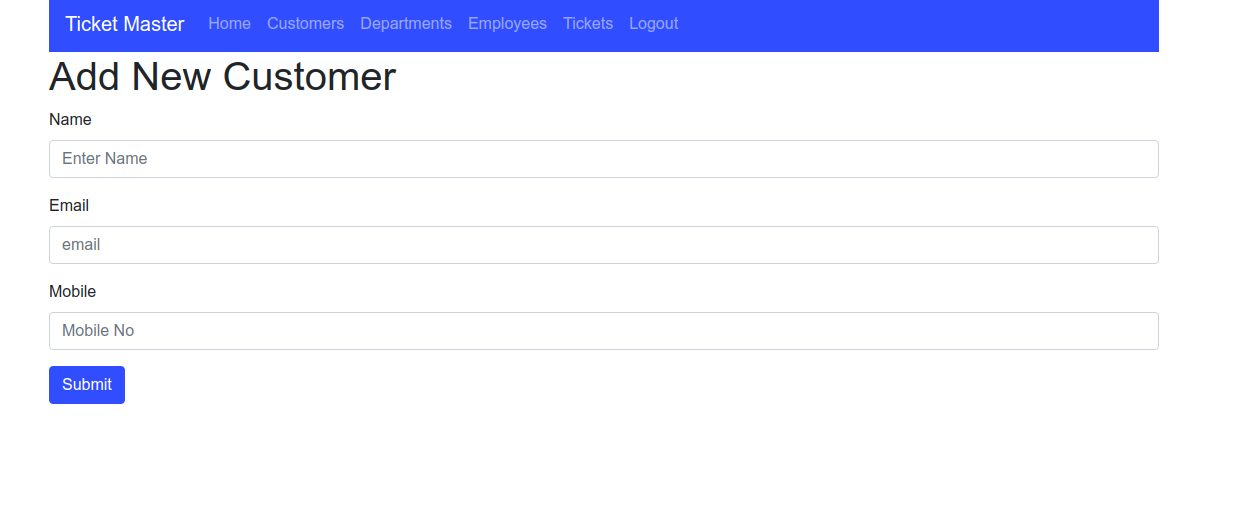 Ticket Master Home Customers Departments Employees Tickets Logout
Add New Customer
Name
Enter Name
Email
email
Mobile
Mobile No
Submit